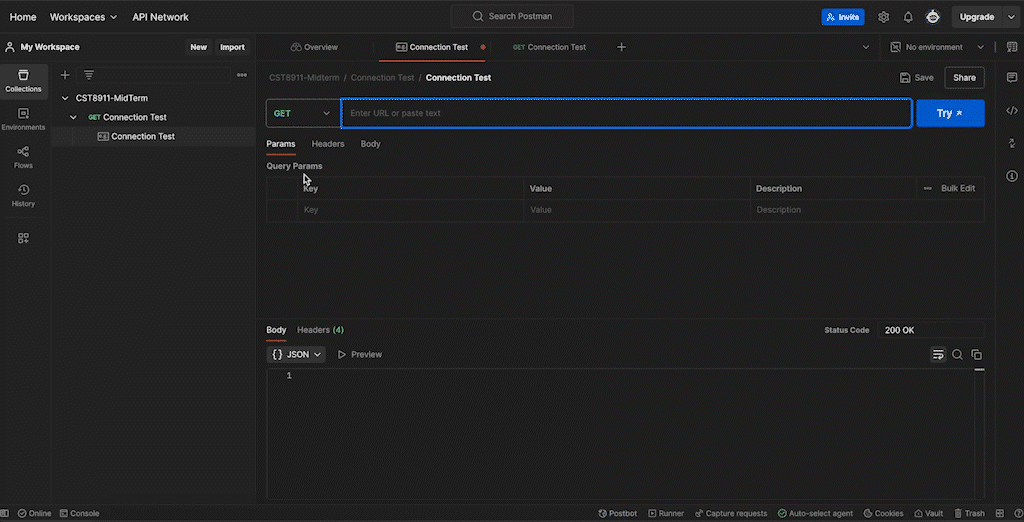 Home Workspaces API Network Search Postman Invite Upgrade
My Workspace New Import Overview Connection Test GET Connection Test No environment
Collections
Environments
Flows
History
CST8911-MidTerm
GET Connection Test
Connection Test
CST8911-Midterm / Connection Test / Connection Test Save Share
GET Enter URL or paste text Try
Params Headers Body
Query Params
Key Value Description Bulk Edit
Key Value Description
Body Headers (4) Status Code 200 OK
{} JSON Preview
1
Online Console Postbot Runner Capture requests Auto-select agent Cookies Vault Trash